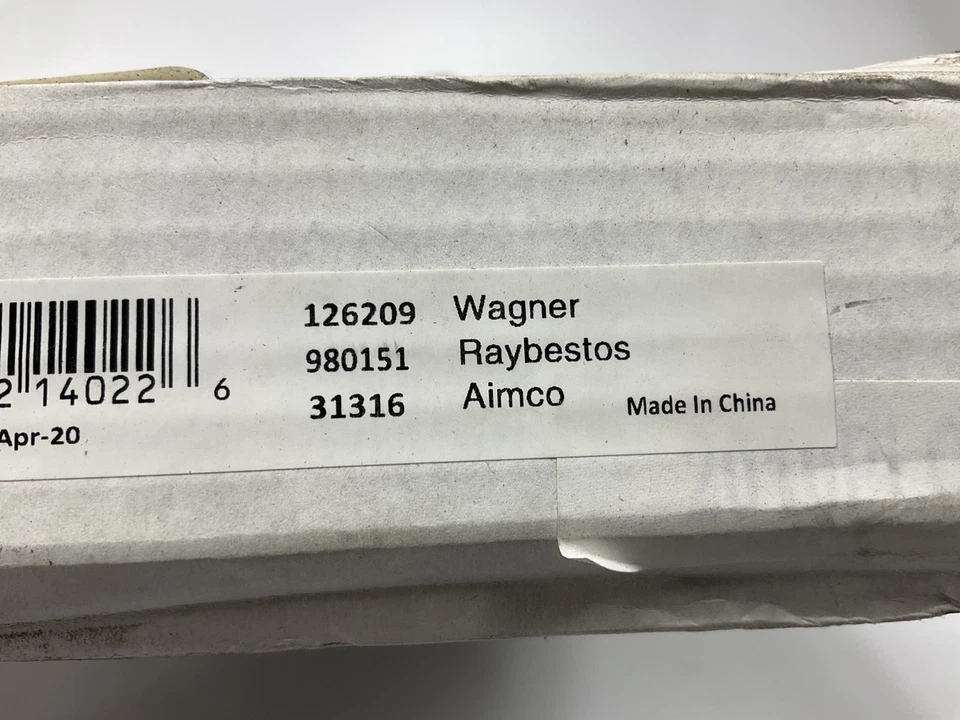 126209 Wagner
980151 Raybestos
31316 Aimco
Made In China
2 14022 6
Apr-20